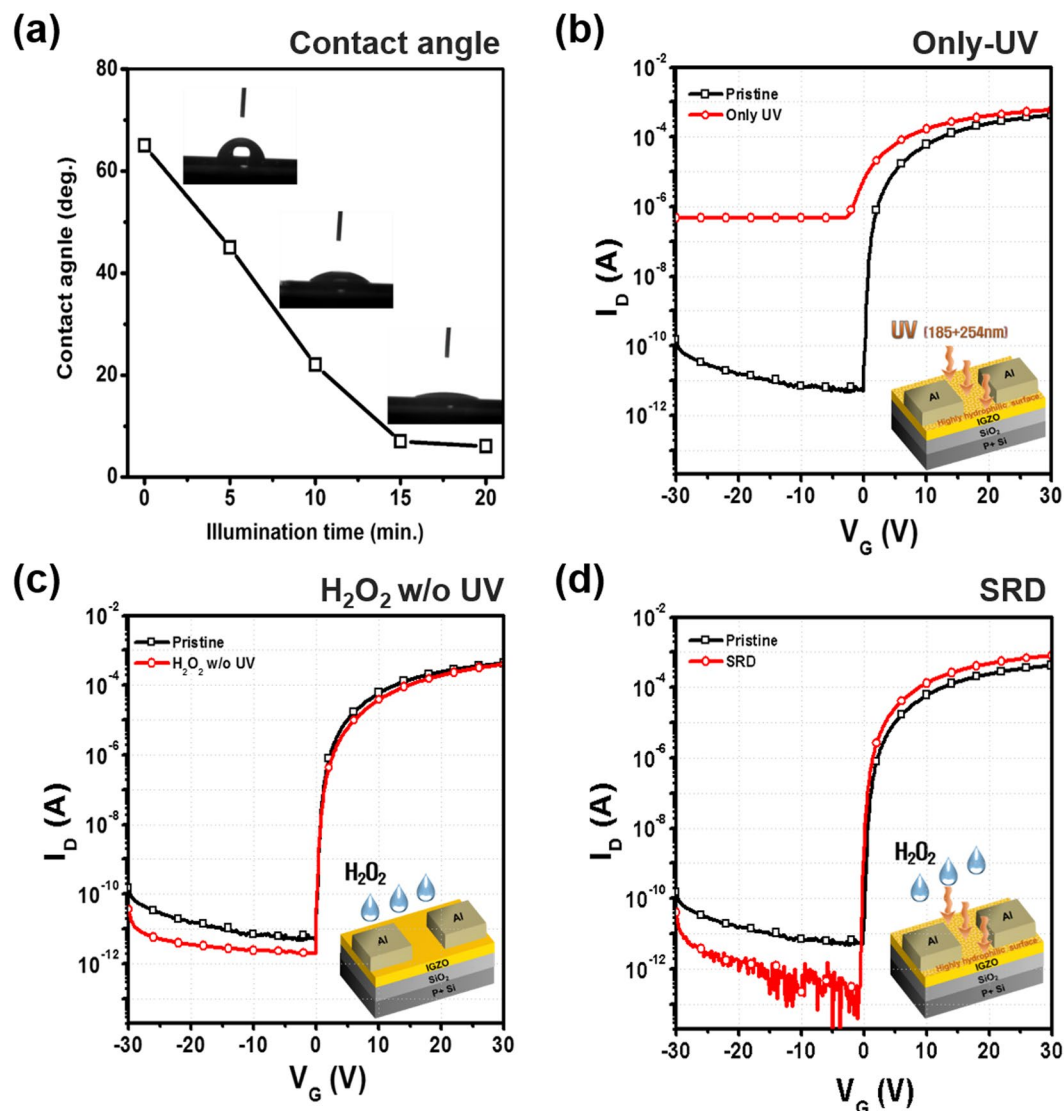 (a)
Contact angle
80
60
40
20
0
Contact agnle (deg.)
0 5 10 15 20
Illumination time (min.)
(b)
Only-UV
10⁻²
10⁻⁴
10⁻⁶
10⁻⁸
10⁻¹⁰
10⁻¹²
I_D (A)
Pristine
Only UV
UV (185+254nm)
Al
Al
Highly hydrophilic surface
IGZO
SiO₂
P+ Si
-30 -20 -10 0 10 20 30
V_G (V)
(c)
H₂O₂ w/o UV
10⁻²
10⁻⁴
10⁻⁶
10⁻⁸
10⁻¹⁰
10⁻¹²
I_D (A)
Pristine
H₂O₂ w/o UV
H₂O₂
Al
Al
IGZO
SiO₂
P+ Si
-30 -20 -10 0 10 20 30
V_G (V)
(d)
SRD
10⁻²
10⁻⁴
10⁻⁶
10⁻⁸
10⁻¹⁰
10⁻¹²
I_D (A)
Pristine
SRD
H₂O₂
Al
Al
Highly hydrophilic surface
IGZO
SiO₂
P+ Si
-30 -20 -10 0 10 20 30
V_G (V)